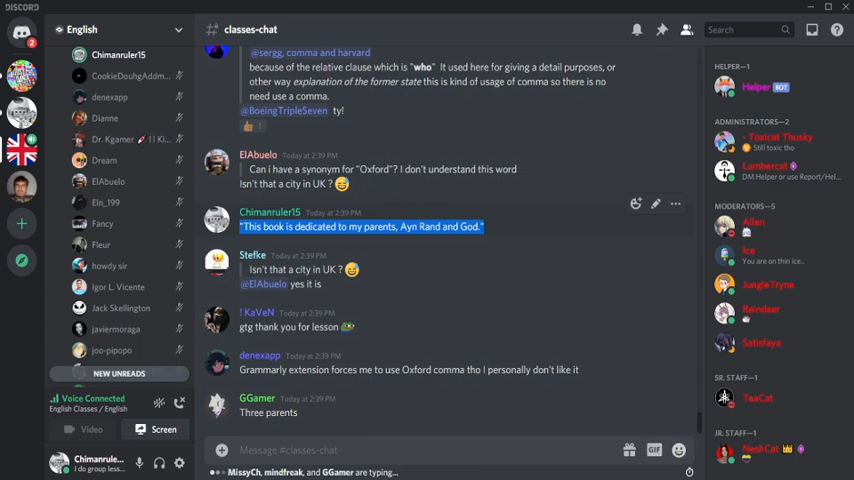 DISCORD
English
classes-chat
Search
2
Chimanruler15
CookieDouhgAddm...
denexapp
Dianne
Dr. Kgamer
Dream
ElAbuelo
Eln_199
Fancy
Fleur
howdy sir
Igor L. Vicente
Jack Skellington
javiermoraga
joo-pipopo
NEW UNREADS
Voice Connected
English Classes / English
Video
Screen
Chimanrule...
I do group less...
@sergg, comma and harvard
because of the relative clause which is "who" It used here for giving a detail purposes, or
other way explanation of the former state this is kind of usage of comma so there is no
need use a comma.
@BoeingTripleSeven ty!
1
ElAbuelo Today at 2:39 PM
Can i have a synonym for "Oxford"? I don't understand this word
Isn't that a city in UK ?
Chimanruler15 Today at 2:39 PM
"This book is dedicated to my parents, Ayn Rand and God."
Stefke Today at 2:39 PM
Isn't that a city in UK ?
@ElAbuelo yes it is
! KaVeN Today at 2:39 PM
gtg thank you for lesson
denexapp Today at 2:39 PM
Grammarly extension forces me to use Oxford comma tho I personally don't like it
GGamer Today at 2:39 PM
Three parents
Message #classes-chat
GIF
MissyCh, mindfreak, and GGamer are typing...
HELPER—1
Helper BOT
ADMINISTRATORS—2
Toxicat Thusky
Still toxic tho
Lambercat
DM Helper or use Report/Hel...
MODERATORS—5
Allen
Ice
You are on thin ice..
JungleTryne
Reindeer
Satisfaya
SR. STAFF—1
TeaCat
JR. STAFF—1
NeshCat